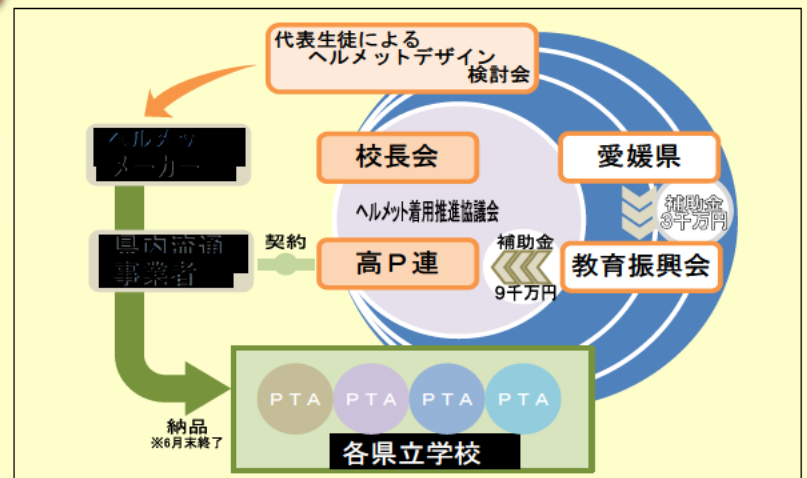 代表生徒による
ヘルメットデザイン
検討会
ヘルメッ
メーカー
校長会
愛媛県
ヘルメット着用推進協議会
補助金
3千万円
県内流通
事業者
契約
高P連
補助金
9千万円
教育振興会
PTA PTA PTA PTA
納品
※6月末終了
各県立学校